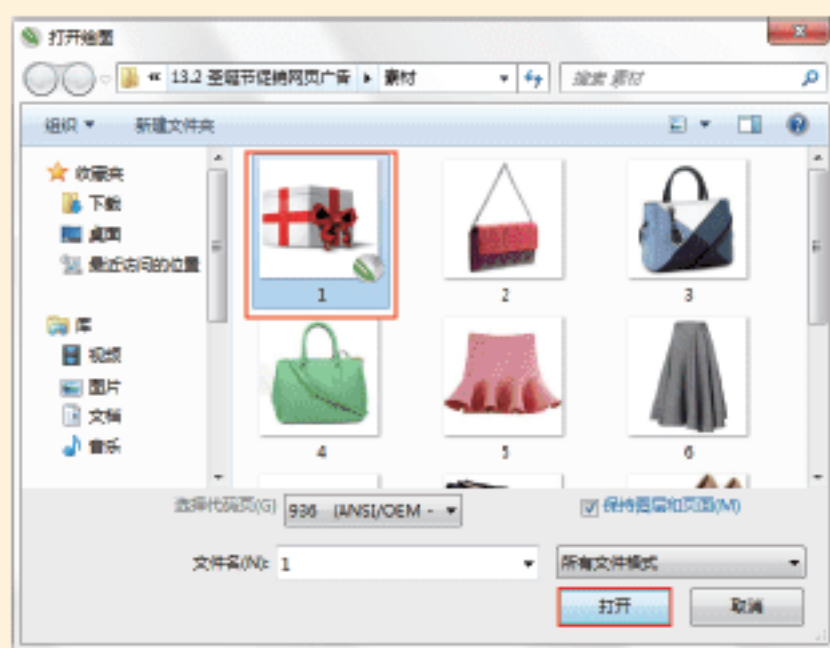 打开绘图
« 13.2 圣诞节促销网页广告 ▸ 素材
搜索 素材
组织 新建文件夹
收藏夹
下载
桌面
最近访问的位置
库
视频
图片
文档
音乐
1 2 3
4 5 6
选择代码页(G) 936 (ANSI/OEM -
保持图层和页面(M)
文件名(N): 1
所有文件格式
打开 取消